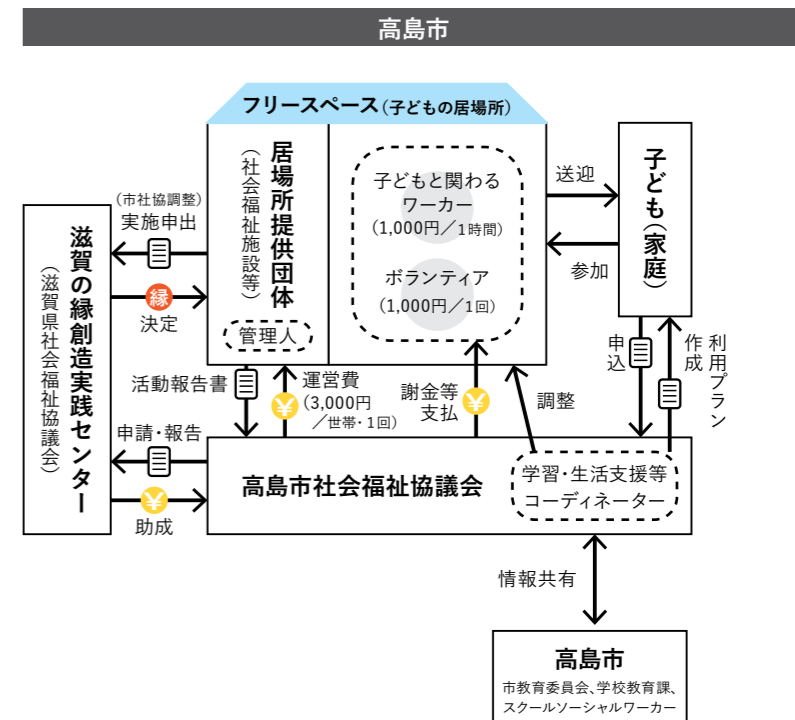 高島市
フリースペース(子どもの居場所)
居場所提供団体
(社会福祉施設等)
管理人
子どもと関わる
ワーカー
(1,000円/1時間)
ボランティア
(1,000円/1回)
送迎
参加
子ども(家庭)
(市社協調整)
実施申出
縁
決定
滋賀の縁創造実践センター
(滋賀県社会福祉協議会)
活動報告書
¥
運営費
(3,000円
/世帯・1回)
謝金等
支払
¥
調整
申込
利用プラン
作成
申請・報告
¥
助成
高島市社会福祉協議会
学習・生活支援等
コーディネーター
情報共有
高島市
市教育委員会、学校教育課、
スクールソーシャルワーカー